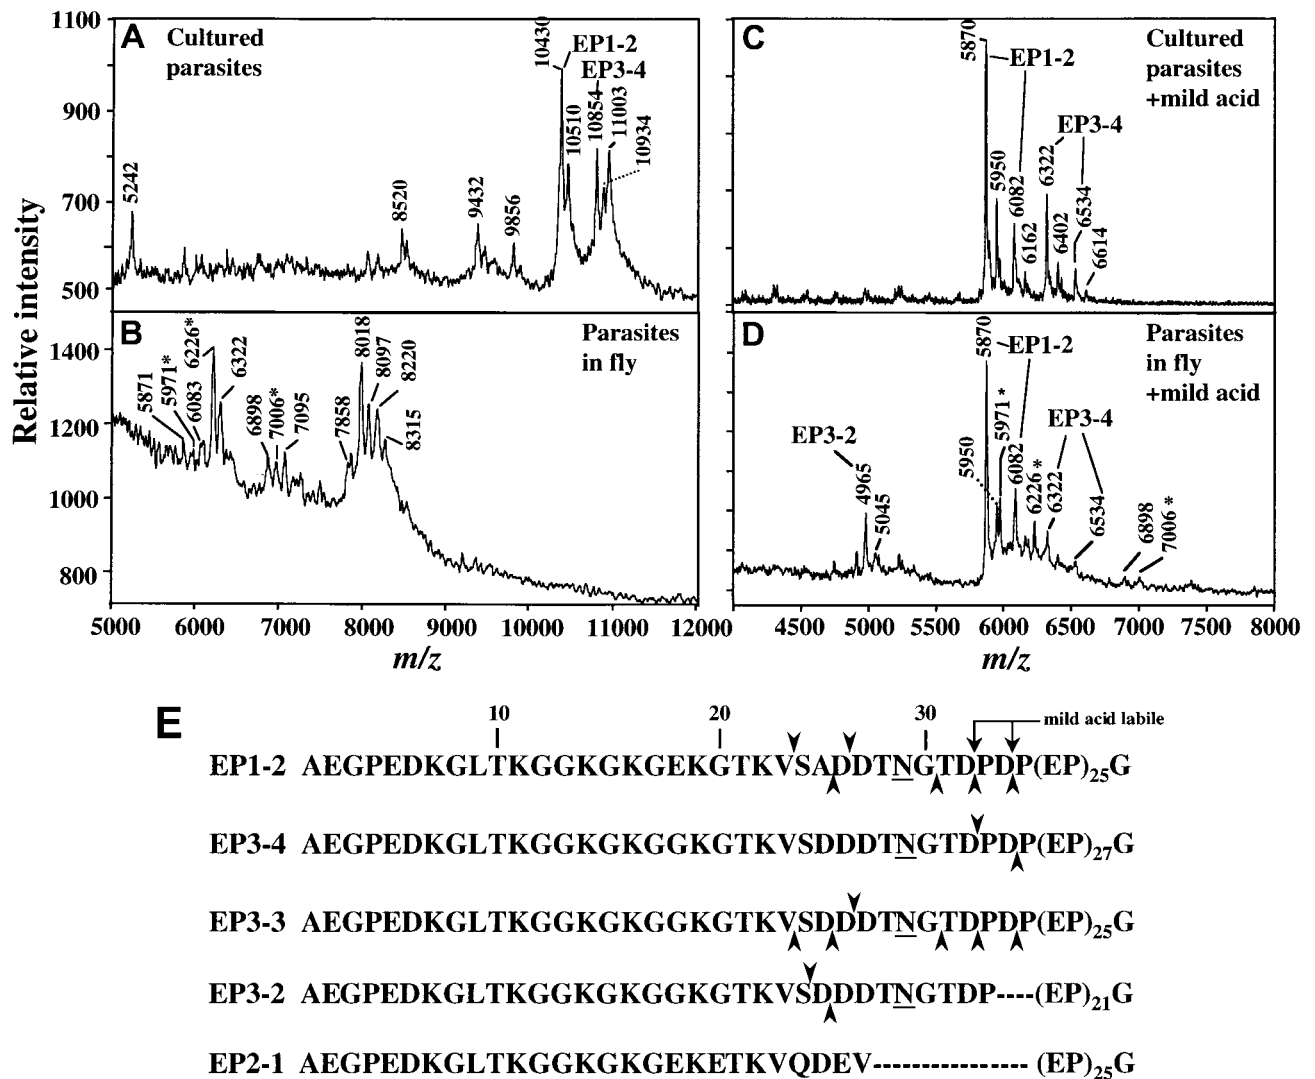 Relative intensity
1100
900
700
500
A
Cultured
parasites
5242
8520
9432
9856
10430
EP1-2
10510
EP3-4
10854
11003
10934
C
Cultured
parasites
+mild acid
5870
EP1-2
5950
6082
6162
EP3-4
6322
6402
6534
6614
1400
1200
1000
800
B
Parasites
in fly
5871
5971*
6083
6226*
6322
6898
7006*
7095
7858
8018
8097
8220
8315
5000 6000 7000 8000 9000 10000 11000 12000
m/z
D
Parasites
in fly
+mild acid
EP3-2
4965
5045
5870
EP1-2
5950
5971 *
6082
6226 *
EP3-4
6322
6534
6898
7006 *
4500 5000 5500 6000 6500 7000 7500 8000
m/z
E
10 20 30 mild acid labile
EP1-2 AEGPEDKGLTKGGKGKGEKGTKVSADDTNGTDPDP(EP)25G
EP3-4 AEGPEDKGLTKGGKGKGGKGTKVSDDDTNGTDPDP(EP)27G
EP3-3 AEGPEDKGLTKGGKGKGGKGTKVSDDDTNGTDPDP(EP)25G
EP3-2 AEGPEDKGLTKGGKGKGGKGTKVSDDDTNGTDP----(EP)21G
EP2-1 AEGPEDKGLTKGGKGKGEKETKVQDEV---------------(EP)25G